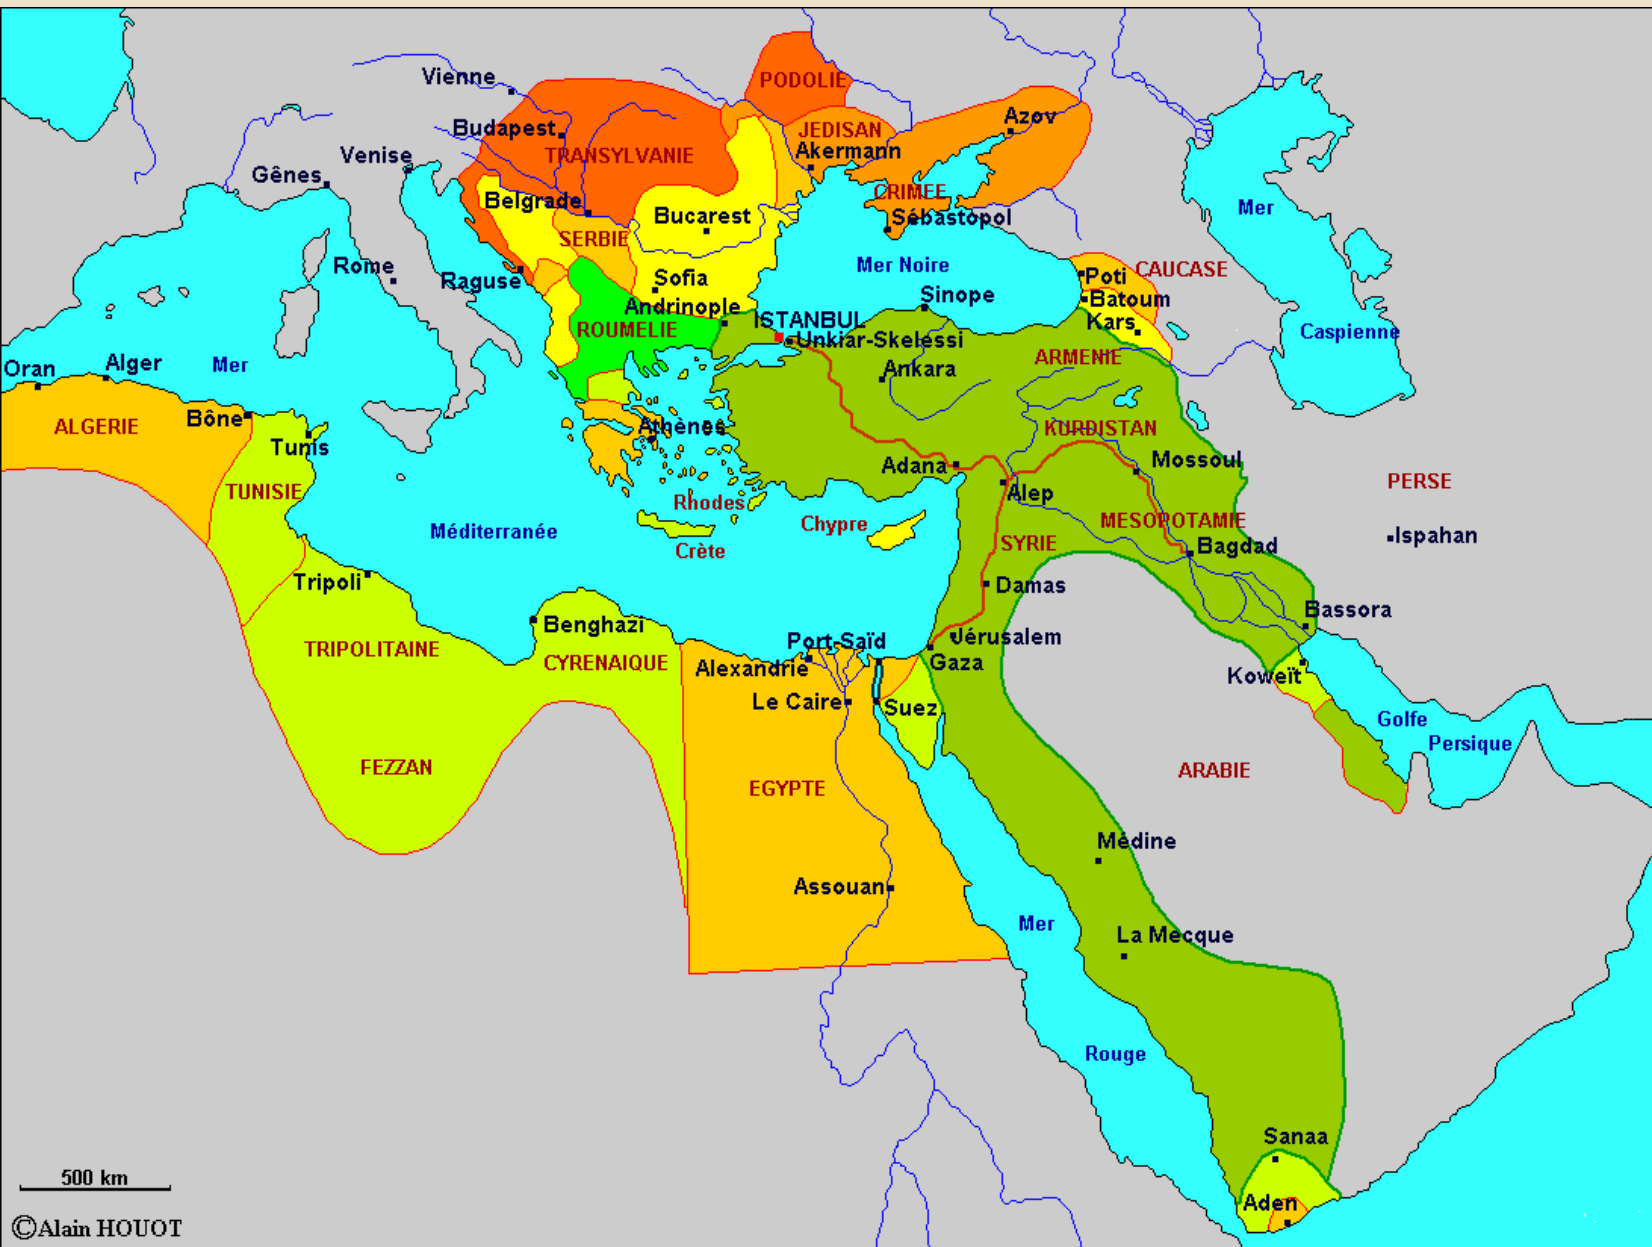 PODOLIE
Vienne
Azov
Budapest
JEDISAN
Akermann
TRANSYLVANIE
Venise
Gênes
CRIMEE
Belgrade
Bucarest
Sébastopol
Mer
SERBIE
Rome
Raguse
Sofia
Mer Noire
Poti
CAUCASE
Batoum
Sinope
Andrinople
ISTANBUL
Kars
ROUMELIE
Unkiar-Skelessi
Caspienne
Oran
Alger
Mer
Ankara
ARMENIE
ALGERIE
Bône
Athènes
KURDISTAN
Tunis
Adana
Mossoul
TUNISIE
Rhodes
Alep
PERSE
Méditerranée
Chypre
MESOPOTAMIE
Crète
SYRIE
Bagdad
Ispahan
Tripoli
Damas
Bassora
Benghazi
Port-Saïd
Jérusalem
TRIPOLITAINE
CYRENAIQUE
Alexandrie
Gaza
Koweït
Le Caire
Suez
Golfe
Persique
FEZZAN
EGYPTE
ARABIE
Médine
Assouan
Mer
La Mecque
Rouge
Sanaa
500 km
Aden
©Alain HOUOT